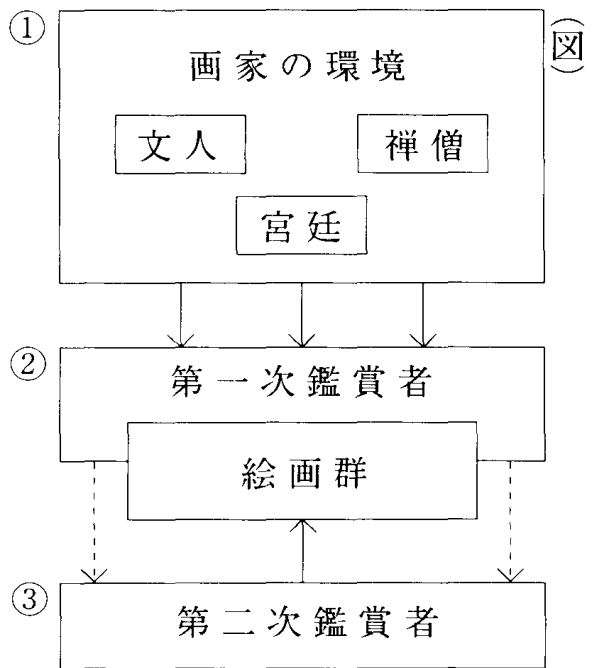 (図)
①
画家の環境
文人
禅僧
宮廷
②
第一次鑑賞者
絵画群
③
第二次鑑賞者